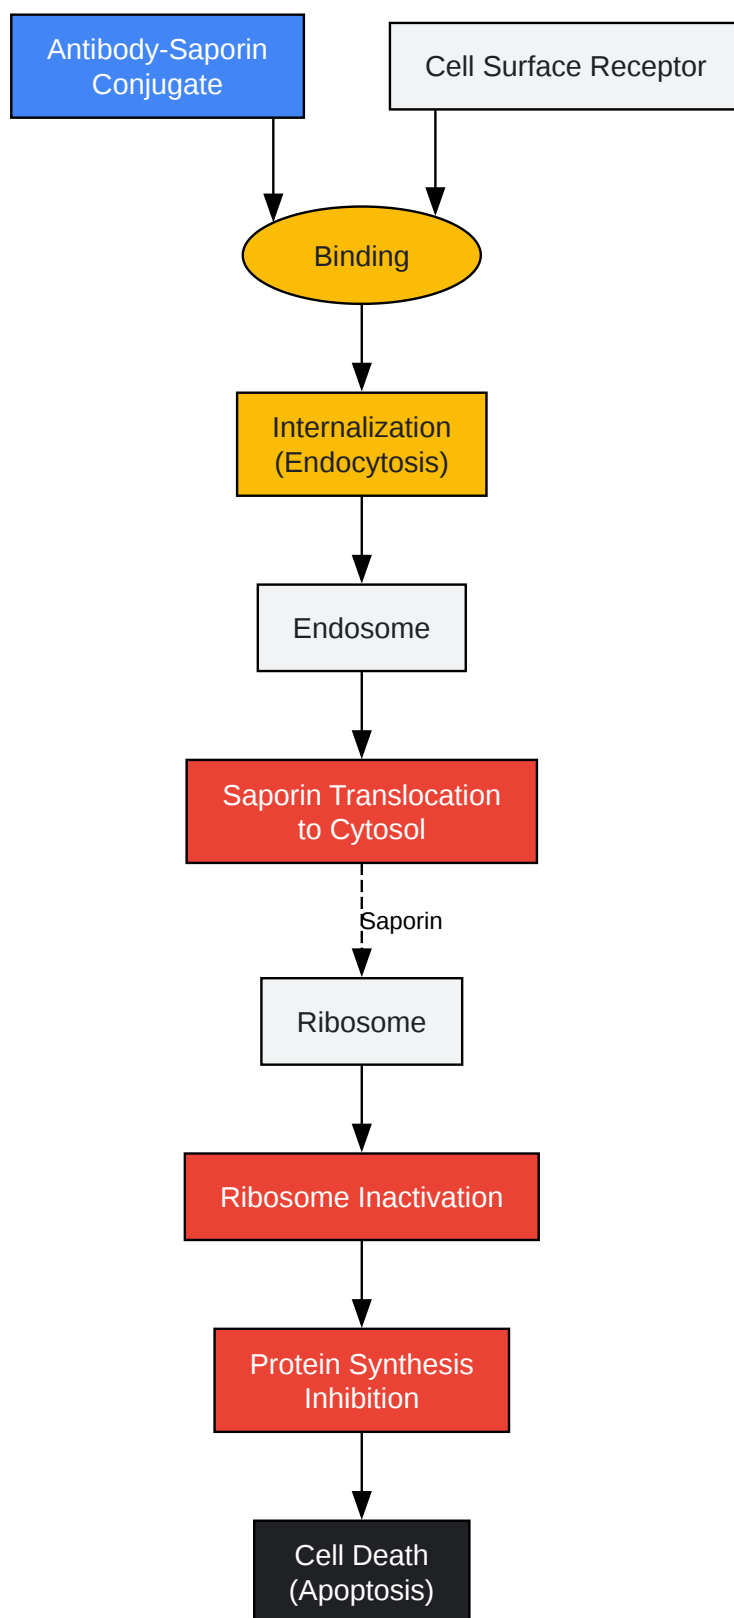 Antibody-Saporin
Conjugate
Cell Surface Receptor
Binding
Internalization
(Endocytosis)
Endosome
Saporin Translocation
to Cytosol
Saporin
Ribosome
Ribosome Inactivation
Protein Synthesis
Inhibition
Cell Death
(Apoptosis)